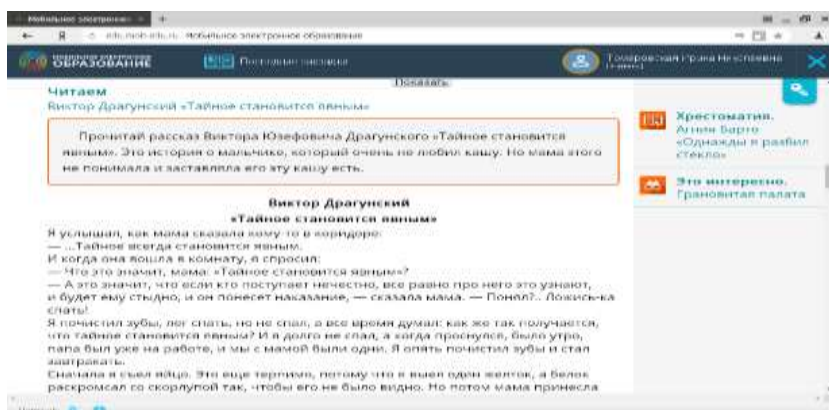 Мобильное электронное
Я edu.mob-edu.ru Мобильное электронное образование
ОБРАЗОВАНИЕ
Томаровская Ирина
Показать
Читаем
Виктор Драгунский «Тайное становится явным»
Прочитай рассказ Виктора Юзефовича Драгунского «Тайное становится
явным». Это история о мальчике, который очень не любил кашу. Но мама этого
не понимала и заставляла его эту кашу есть.
Виктор Драгунский
«Тайное становится явным»
Я услышал, как мама сказала кому-то в коридоре:
— ...Тайное всегда становится явным.
И когда она вошла в комнату, я спросил:
— Что это значит, мама: «Тайное становится явным»?
— А это значит, что если кто поступает нечестно, все равно про него это узнают,
и будет ему стыдно, и он понесет наказание, — сказала мама. — Понял?.. Ложись-ка
спать!
Я почистил зубы, лег спать, но не спал, а все время думал: как же так получается,
что тайное становится явным? И я долго не спал, а когда проснулся, было утро,
папа был уже на работе, и мы с мамой были одни. Я опять почистил зубы и стал
завтракать.
Сначала я съел яйцо. Это еще терпимо, потому что я выел один желток, а белок
раскромсал со скорлупой так, чтобы его не было видно. Но потом мама принесла
Хрестоматия.
Агния Барто
«Однажды я разбил
стекло»
Это интересно.
Грановитая палата